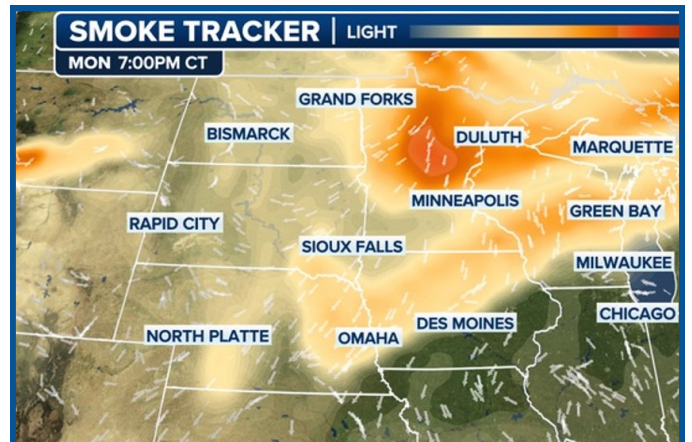 SMOKE TRACKER | LIGHT
MON 7:00PM CT
GRAND FORKS
BISMARCK
DULUTH
MARQUETTE
MINNEAPOLIS
GREEN BAY
RAPID CITY
SIOUX FALLS
MILWAUKEE
CHICAGO
DES MOINES
NORTH PLATTE
OMAHA